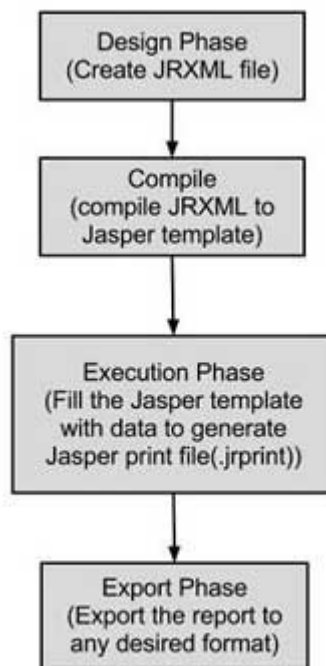 Design Phase
(Create JRXML file)
Compile
(compile JRXML to
Jasper template)
Execution Phase
(Fill the Jasper template
with data to generate
Jasper print file(.jrprint))
Export Phase
(Export the report to
any desired format)